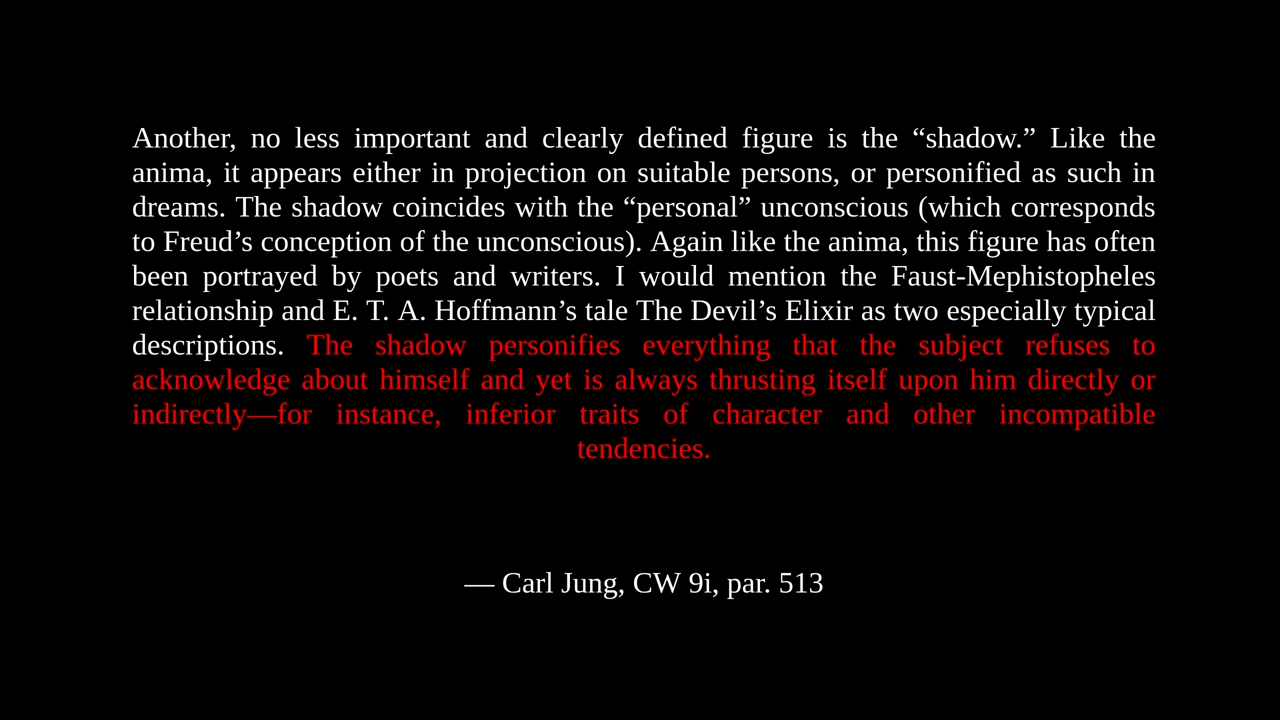 Another, no less important and clearly defined figure is the “shadow.” Like the
anima, it appears either in projection on suitable persons, or personified as such in
dreams. The shadow coincides with the “personal” unconscious (which corresponds
to Freud’s conception of the unconscious). Again like the anima, this figure has often
been portrayed by poets and writers. I would mention the Faust-Mephistopheles
relationship and E. T. A. Hoffmann’s tale The Devil’s Elixir as two especially typical
descriptions. The shadow personifies everything that the subject refuses to
acknowledge about himself and yet is always thrusting itself upon him directly or
indirectly—for instance, inferior traits of character and other incompatible
tendencies.
— Carl Jung, CW 9i, par. 513